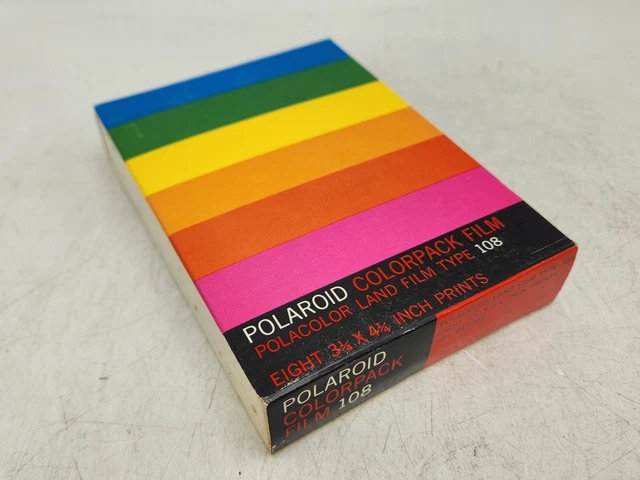 POLAROID COLORPACK FILM
POLACOLOR LAND FILM TYPE 108
EIGHT 3¼ X 4¼ INCH PRINTS
POLAROID
COLORPACK
FILM 108